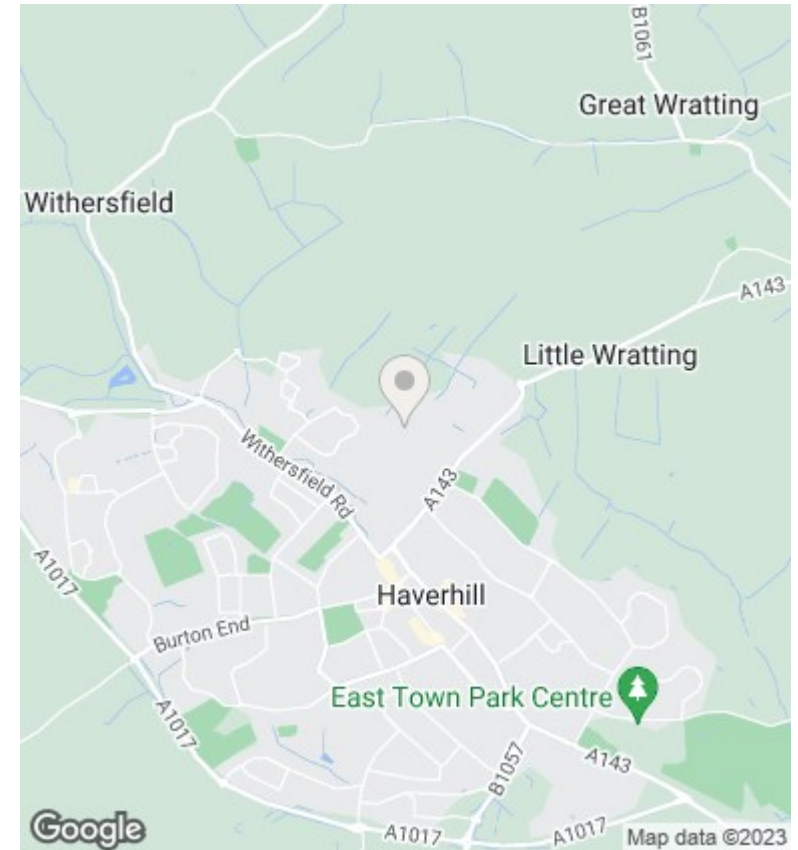 B1061
Great Wratting
Withersfield
A143
Little Wratting
Withersfield Rd
A143
A1017
Haverhill
Burton End
East Town Park Centre
A1017
A143
B1057
Google
A1017
A1017
Map data ©2023